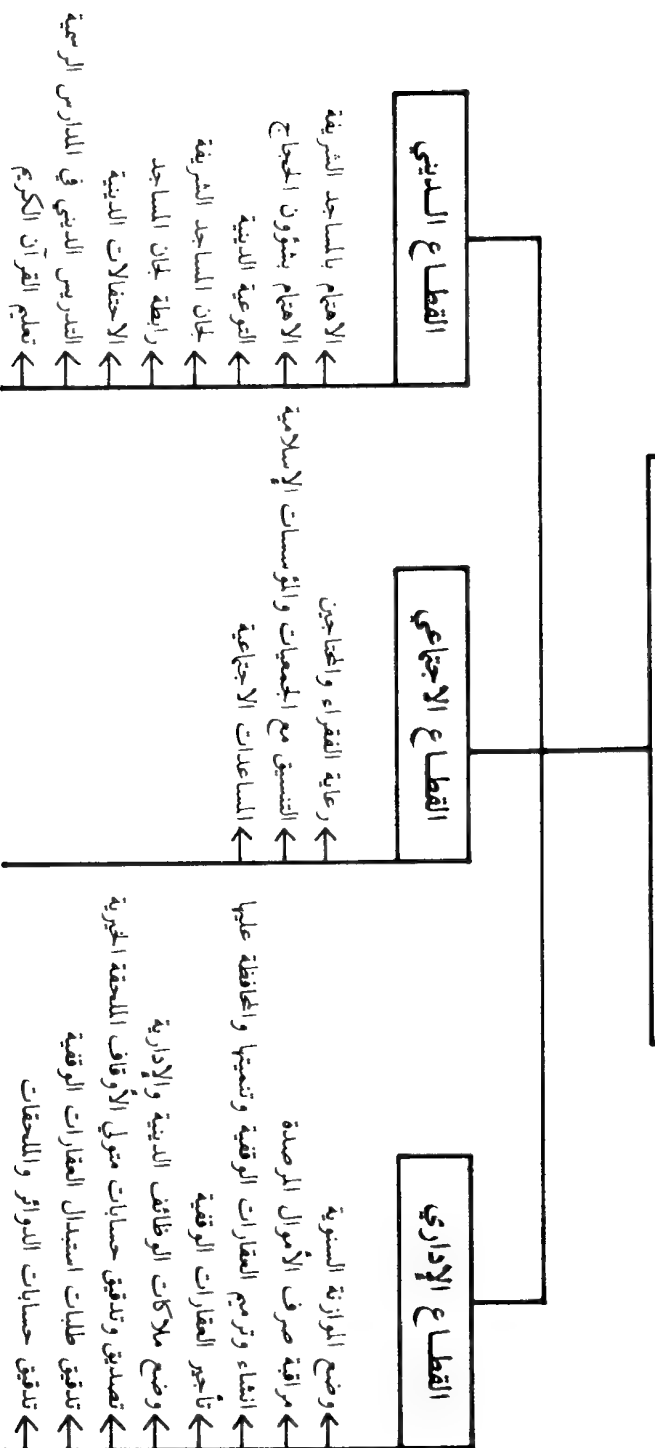 القطاع الإداري
وضع الموازنة السنوية
مراقبة صرف الأموال المرصدة
انشاء وترميم العقارات الوقفية وتنميتها والمحافظة عليها
تأجير العقارات الوقفية
وضع ملاكات الوظائف الدينية والإدارية
تصديق وتدقيق حسابات متولي الأوقاف الملحقة الخيرية
تدقيق طلبات استبدال العقارات الوقفية
تدقيق حسابات الدوائر والملحقات
القطاع الاجتماعي
رعاية الفقراء والمحتاجين
التنسيق مع الجمعيات والمؤسسات الإسلامية
المساعدات الاجتماعية
القطاع الديني
الاهتمام بالمساجد الشريفة
الاهتمام بشؤون الحجاج
التوعية الدينية
لجان المساجد الشريفة
رابطة لجان المساجد
الاحتفالات الدينية
التدريس الديني في المدارس الرسمية
تعليم القرآن الكريم